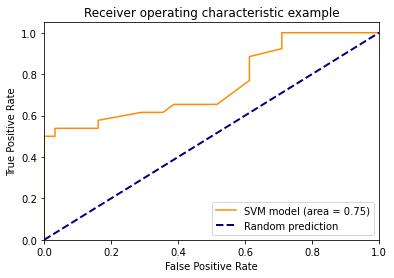 Receiver operating characteristic example
True Positive Rate
1.0
0.8
0.6
0.4
0.2
0.0
SVM model (area = 0.75)
Random prediction
0.0 0.2 0.4 0.6 0.8 1.0
False Positive Rate